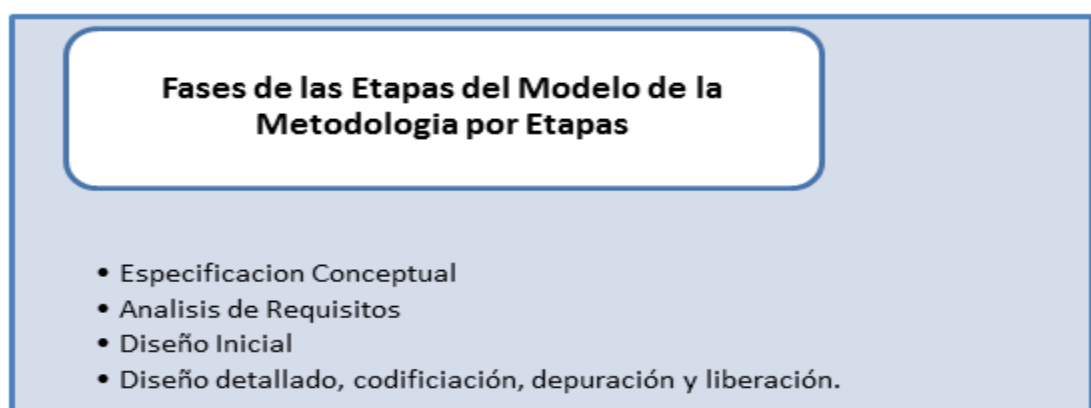 Fases de las Etapas del Modelo de la
Metodologia por Etapas
• Especificacion Conceptual
• Analisis de Requisitos
• Diseño Inicial
• Diseño detallado, codificiación, depuración y liberación.